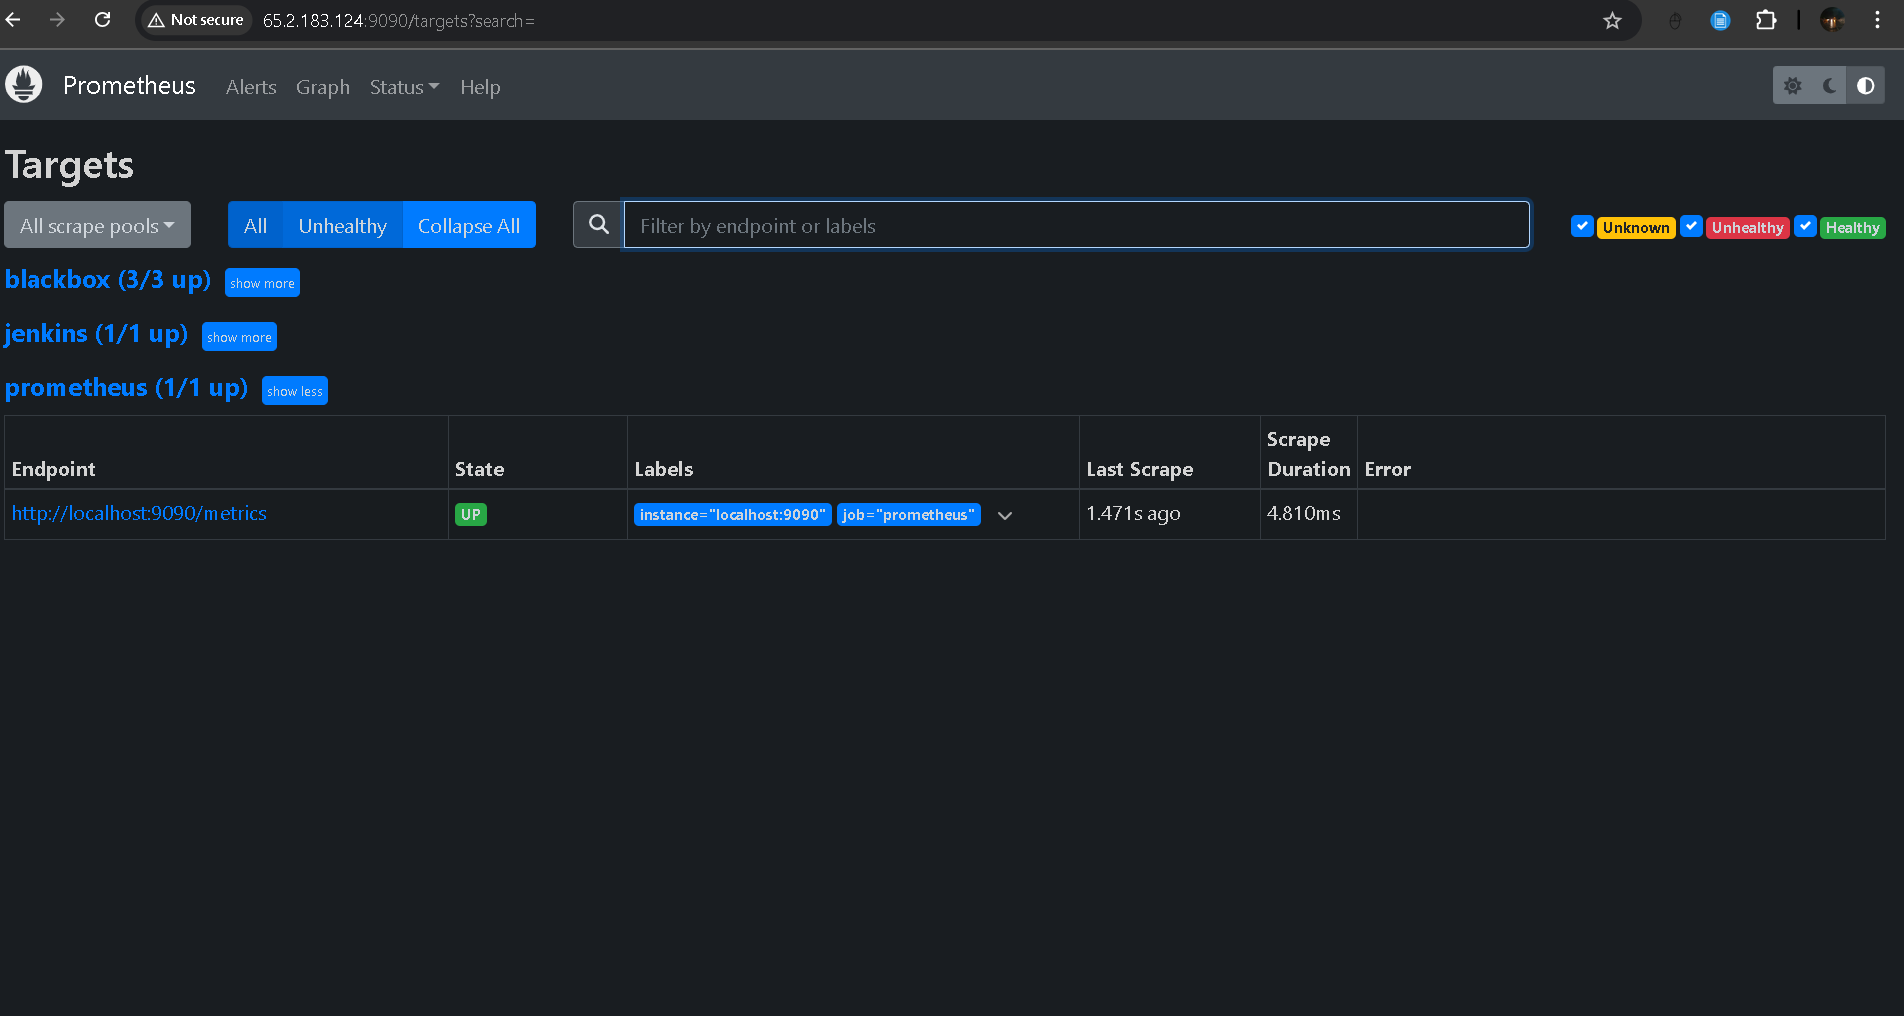 Not secure 65.2.183.124:9090/targets?search=
Prometheus Alerts Graph Status Help
Targets
All scrape pools All Unhealthy Collapse All Filter by endpoint or labels Unknown Unhealthy Healthy
blackbox (3/3 up) show more
jenkins (1/1 up) show more
prometheus (1/1 up) show less
Endpoint State Labels Last Scrape Scrape Duration Error
http://localhost:9090/metrics UP instance="localhost:9090" job="prometheus" 1.471s ago 4.810ms